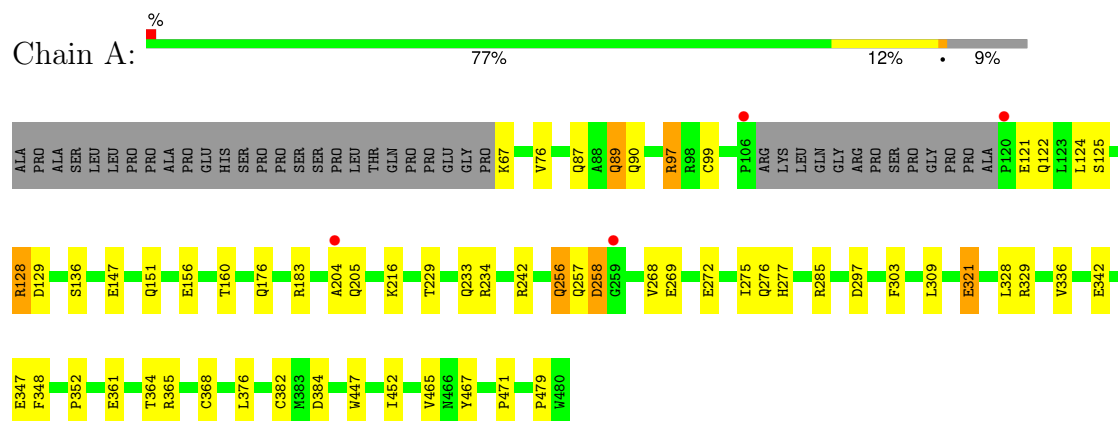 %
Chain A:
77% 12% • 9%
ALA PRO ALA SER LEU LEU PRO PRO ALA PRO GLU HIS SER PRO PRO SER SER PRO LEU THR GLN PRO PRO GLU GLY PRO K67 V76 Q87 A88 Q89 Q90 R97 R98 C99 P106 ARG LYS LEU GLN GLY ARG PRO SER PRO GLY PRO PRO ALA P120 E121 Q122 L123 L124 S125
R128 D129 S136 E147 Q151 E156 T160 Q176 R183 A204 Q205 K216 T229 Q233 R234 R242 Q256 Q257 D258 G259 V268 E269 E272 I275 Q276 H277 R285 D297 F303 L309 E321 L328 R329 V336 E342
E347 F348 P352 E361 T364 R365 C368 L376 C382 M383 D384 W447 I452 V465 N466 Y467 P471 P479 W480